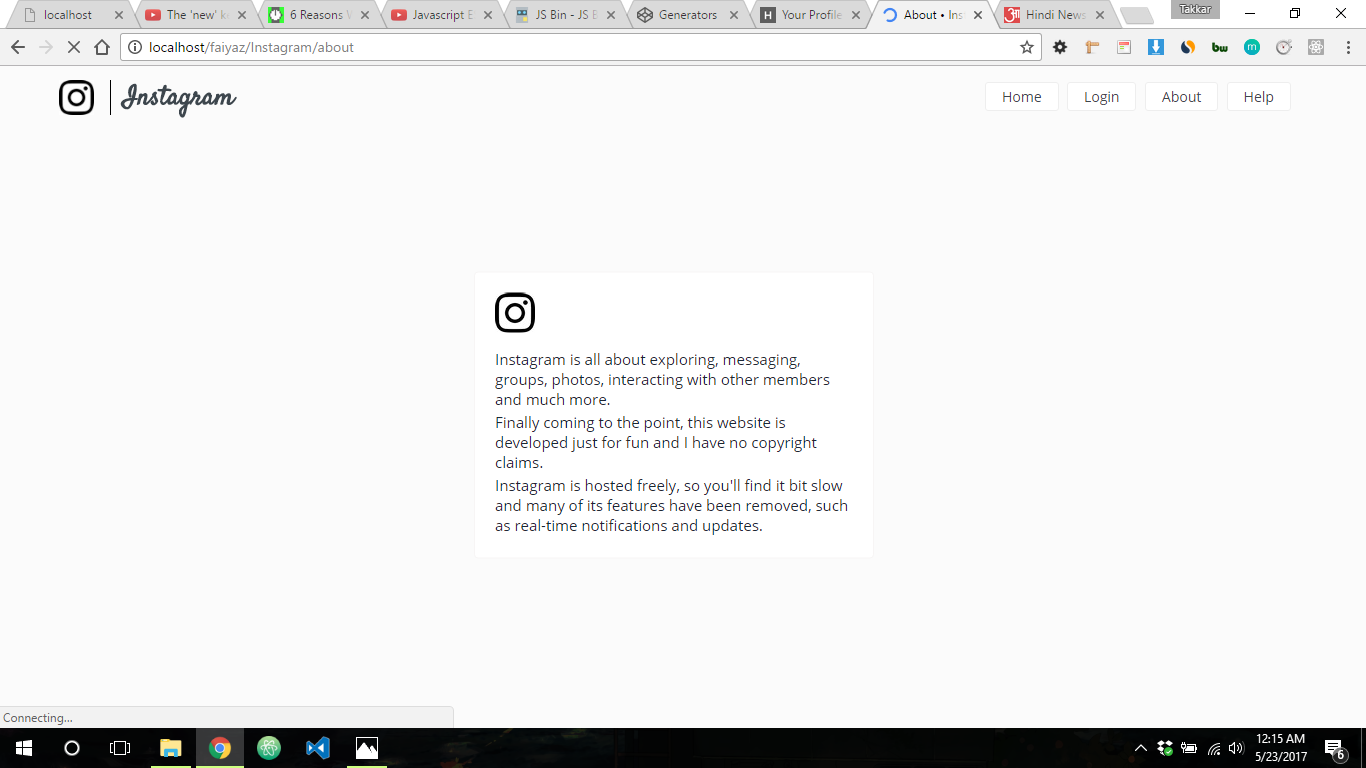 localhost
The 'new' k
6 Reasons
Javascript E
JS Bin - JS B
Generators
Your Profile
About • Ins
Hindi News
Takkar
localhost/faiyaz/Instagram/about
bw
m
Instagram
Home
Login
About
Help
Instagram is all about exploring, messaging,
groups, photos, interacting with other members
and much more.
Finally coming to the point, this website is
developed just for fun and I have no copyright
claims.
Instagram is hosted freely, so you'll find it bit slow
and many of its features have been removed, such
as real-time notifications and updates.
Connecting...
12:15 AM
5/23/2017
6